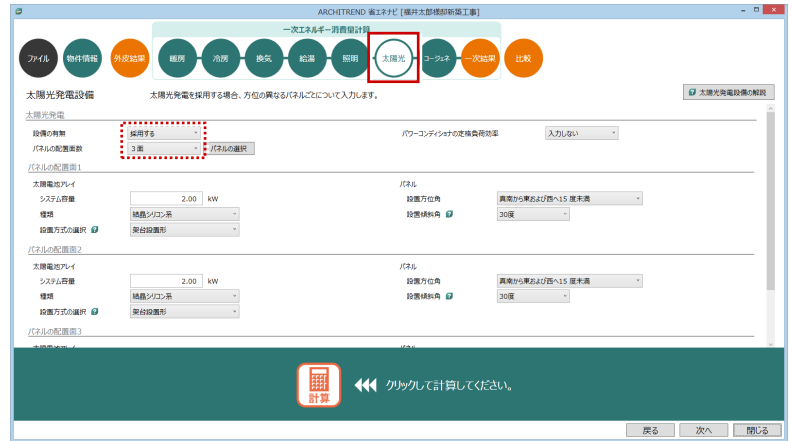 ARCHITREND 省エネナビ [福井太郎様邸新築工事]
一次エネルギー消費量計算
ファイル 物件情報 外皮結果 暖房 冷房 換気 給湯 照明 太陽光 コージェネ 一次結果 比較
太陽光発電設備 太陽光発電を採用する場合、方位の異なるパネルごとについて入力します。 太陽光発電設備の解説
太陽光発電
設備の有無 採用する パワーコンディショナの定格負荷効率 入力しない
パネルの配置面数 3 面 パネルの選択
パネルの配置面1
太陽電池アレイ パネル
システム容量 2.00 kW 設置方位角 真南から東および西へ15 度未満
種類 結晶シリコン系 設置傾斜角 30度
設置方式の選択 架台設置形
パネルの配置面2
太陽電池アレイ パネル
システム容量 2.00 kW 設置方位角 真南から東および西へ15 度未満
種類 結晶シリコン系 設置傾斜角 30度
設置方式の選択 架台設置形
パネルの配置面3
太陽電池アレイ パネル
計算 クリックして計算してください。
戻る 次へ 閉じる